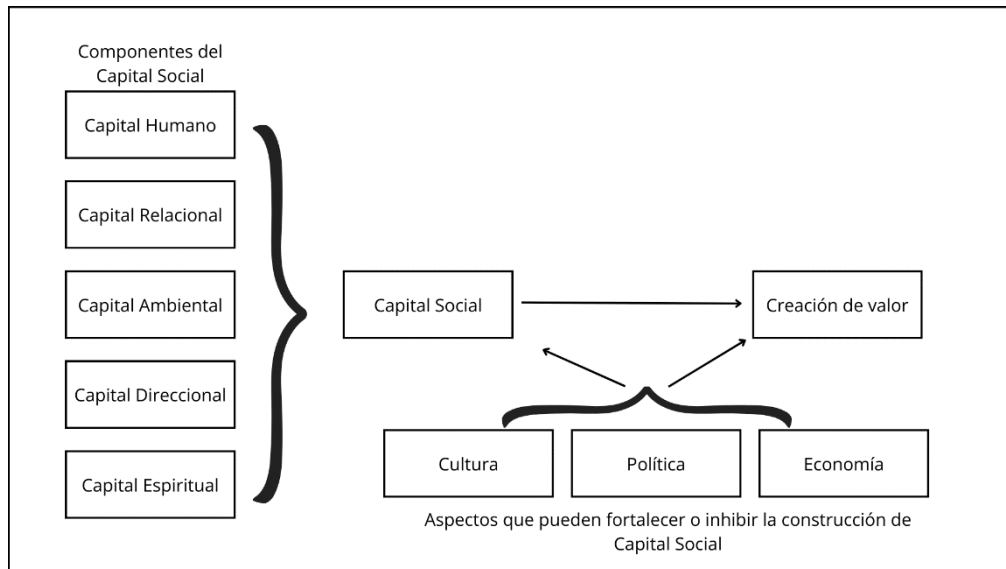 Componentes del
Capital Social
Capital Humano
Capital Relacional
Capital Ambiental
Capital Direccional
Capital Espiritual
Capital Social
Creación de valor
Cultura
Política
Economía
Aspectos que pueden fortalecer o inhibir la construcción de
Capital Social